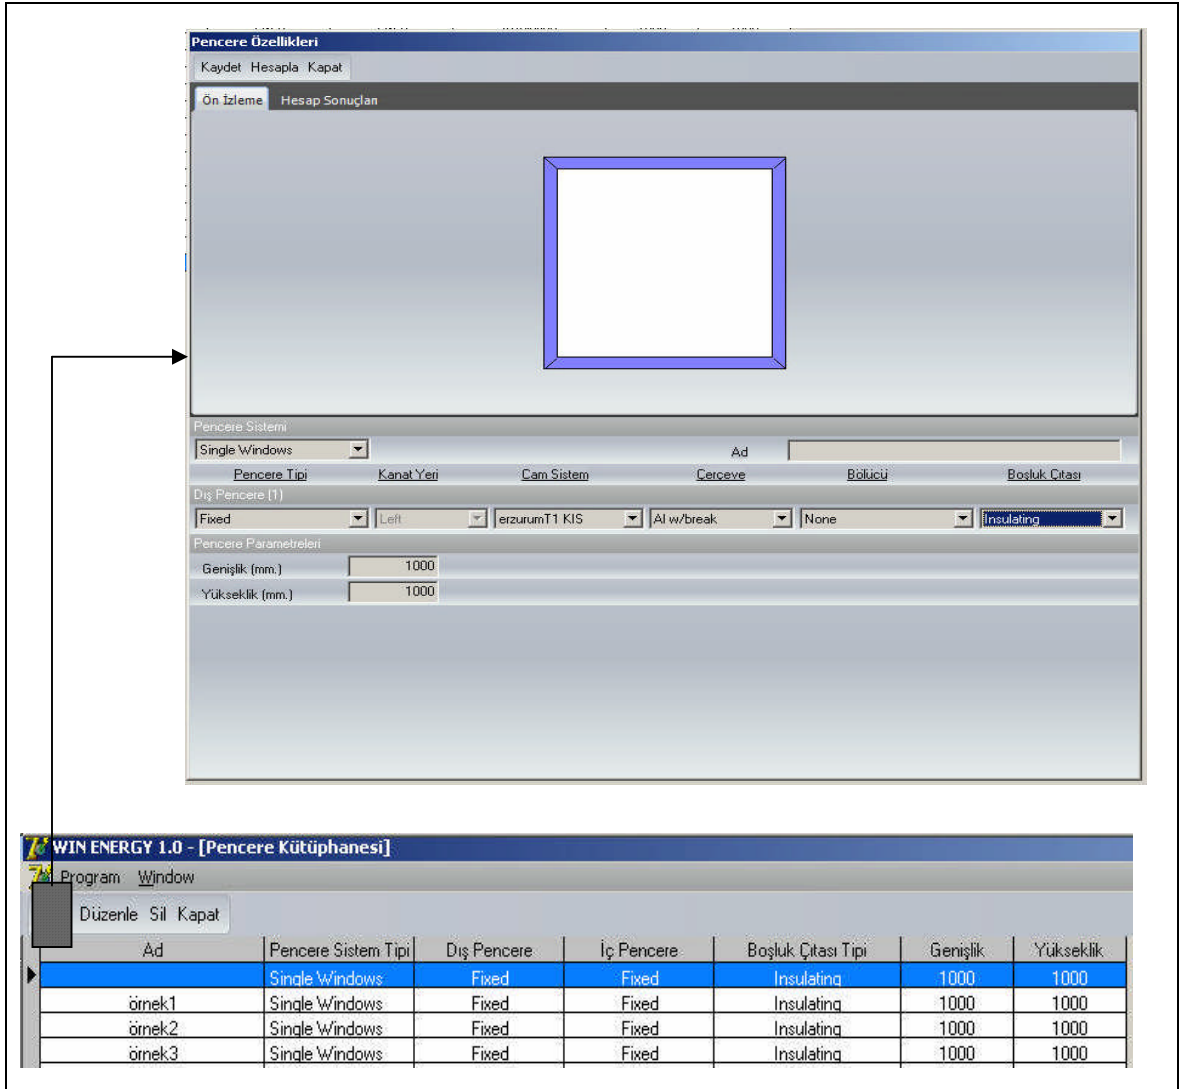 Pencere Özellikleri
Kaydet Hesapla Kapat
Ön İzleme Hesap Sonuçları
Pencere Sistemi
Single Windows Ad
Pencere Tipi Kanat Yeri Cam Sistem Çerçeve Bölücü Boşluk Çıtası
Dış Pencere (1)
Fixed Left erzurumT1 KIS Al w/break None Insulating
Pencere Parametreleri
Genişlik (mm.) 1000
Yükseklik (mm.) 1000
WIN ENERGY 1.0 - [Pencere Kütüphanesi]
Program Window
Düzenle Sil Kapat
Ad Pencere Sistem Tipi Dış Pencere İç Pencere Boşluk Çıtası Tipi Genişlik Yükseklik
Single Windows Fixed Fixed Insulating 1000 1000
örnek1 Single Windows Fixed Fixed Insulating 1000 1000
örnek2 Single Windows Fixed Fixed Insulating 1000 1000
örnek3 Single Windows Fixed Fixed Insulating 1000 1000